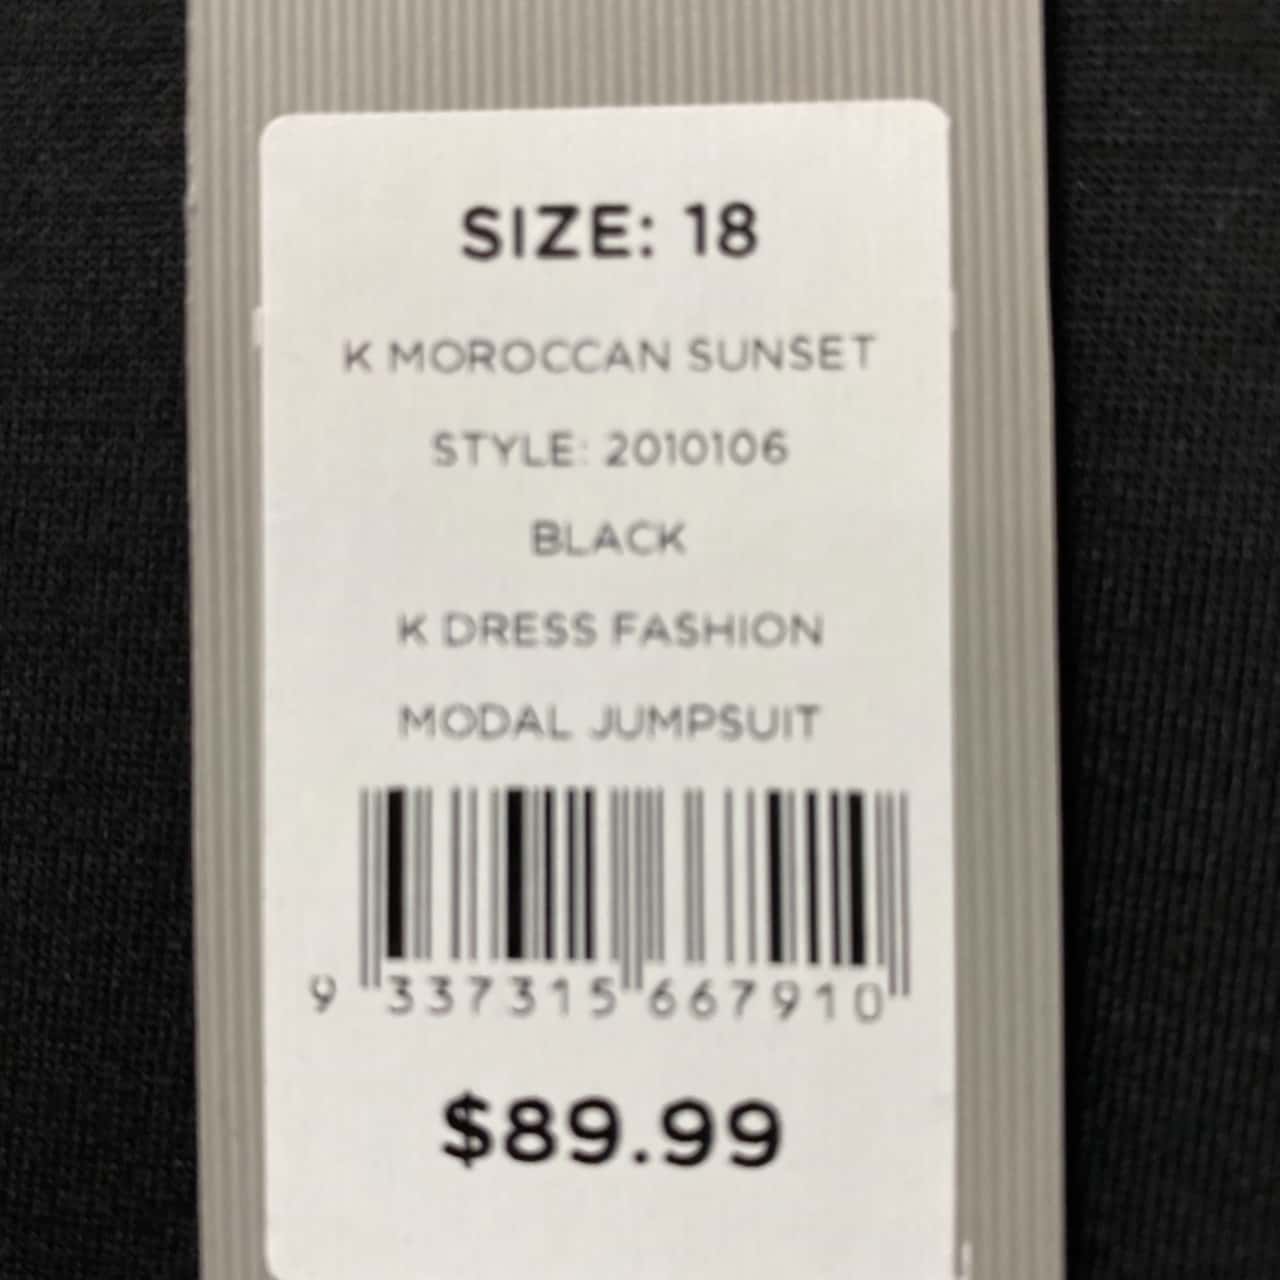 SIZE: 18
K MOROCCAN SUNSET
STYLE: 2010106
BLACK
K DRESS FASHION
MODAL JUMPSUIT
9 337315 667910
$89.99